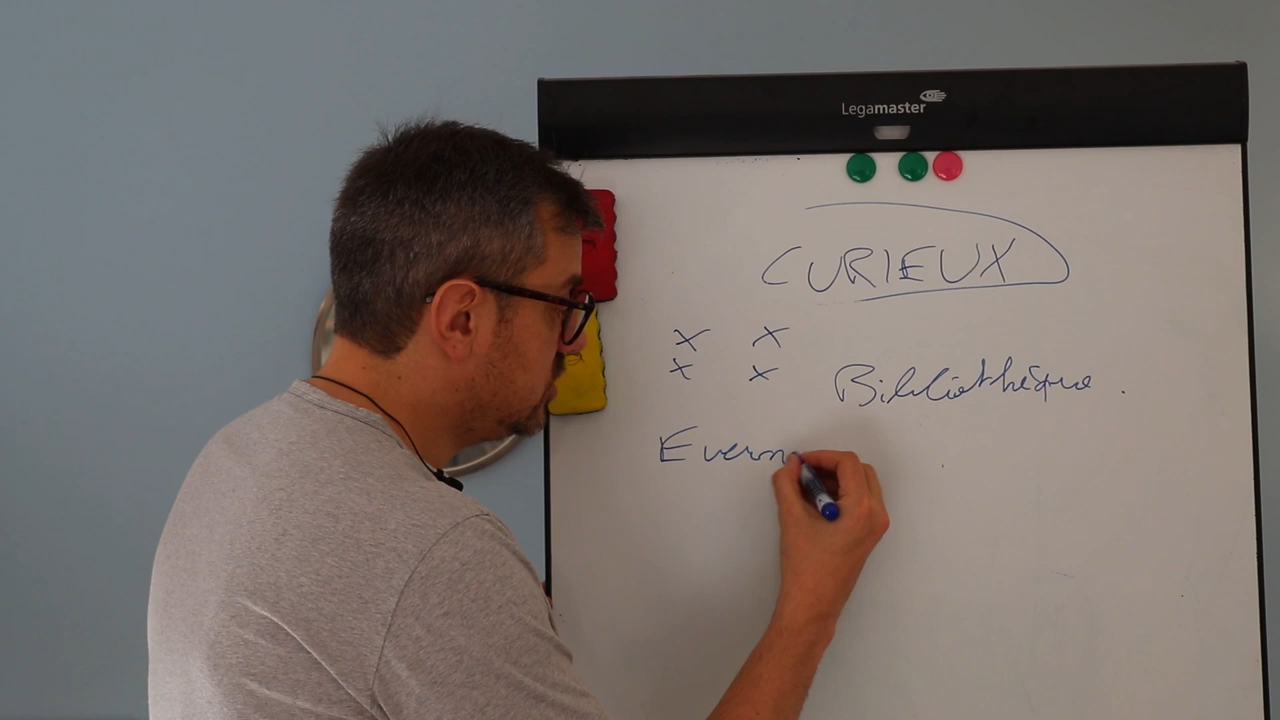 Legamaster
CURIEUX
x x
x x
Bibliothèque.
Evern